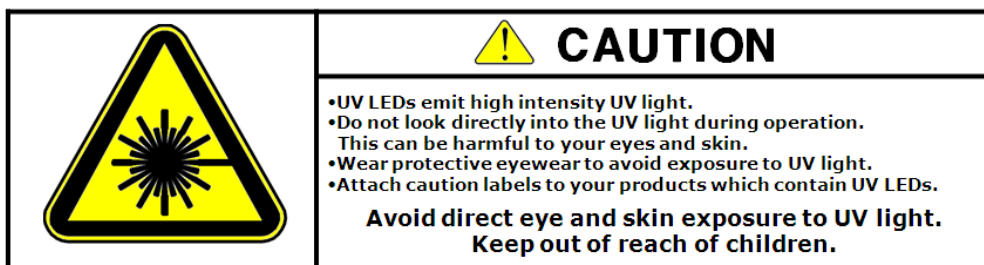 CAUTION
•UV LEDs emit high intensity UV light.
•Do not look directly into the UV light during operation.
This can be harmful to your eyes and skin.
•Wear protective eyewear to avoid exposure to UV light.
•Attach caution labels to your products which contain UV LEDs.
Avoid direct eye and skin exposure to UV light.
Keep out of reach of children.